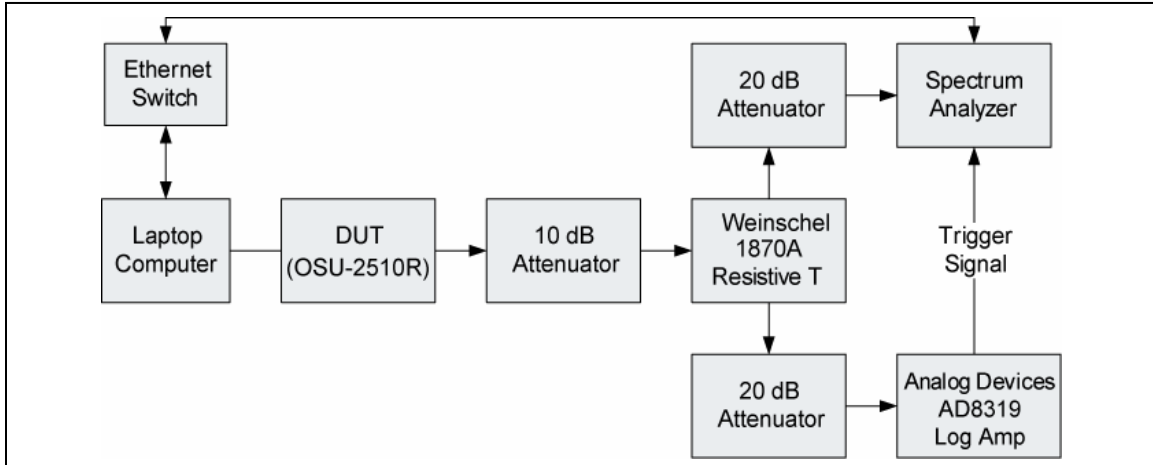 Ethernet
Switch
20 dB
Attenuator
Spectrum
Analyzer
Laptop
Computer
DUT
(OSU-2510R)
10 dB
Attenuator
Weinschel
1870A
Resistive T
Trigger
Signal
20 dB
Attenuator
Analog Devices
AD8319
Log Amp